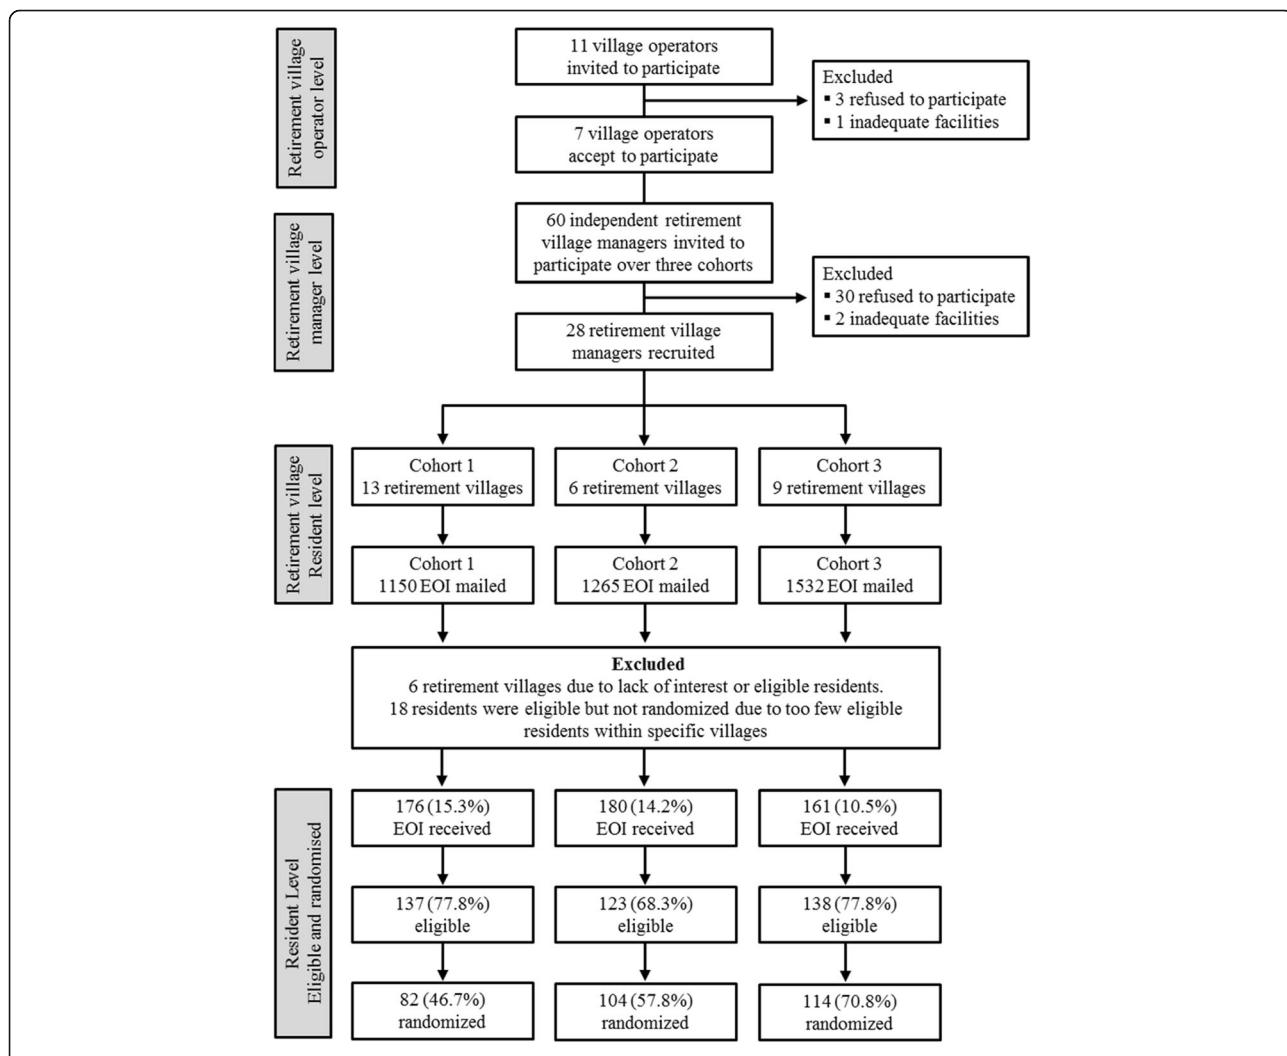 Retirement village
operator level
11 village operators
invited to participate
Excluded
▪ 3 refused to participate
▪ 1 inadequate facilities
7 village operators
accept to participate
Retirement village
manager level
60 independent retirement
village managers invited to
participate over three cohorts
Excluded
▪ 30 refused to participate
▪ 2 inadequate facilities
28 retirement village
managers recruited
Retirement village
Resident level
Cohort 1
13 retirement villages
Cohort 2
6 retirement villages
Cohort 3
9 retirement villages
Cohort 1
1150 EOI mailed
Cohort 2
1265 EOI mailed
Cohort 3
1532 EOI mailed
Excluded
6 retirement villages due to lack of interest or eligible residents.
18 residents were eligible but not randomized due to too few eligible
residents within specific villages
Resident Level
Eligible and randomised
176 (15.3%)
EOI received
180 (14.2%)
EOI received
161 (10.5%)
EOI received
137 (77.8%)
eligible
123 (68.3%)
eligible
138 (77.8%)
eligible
82 (46.7%)
randomized
104 (57.8%)
randomized
114 (70.8%)
randomized